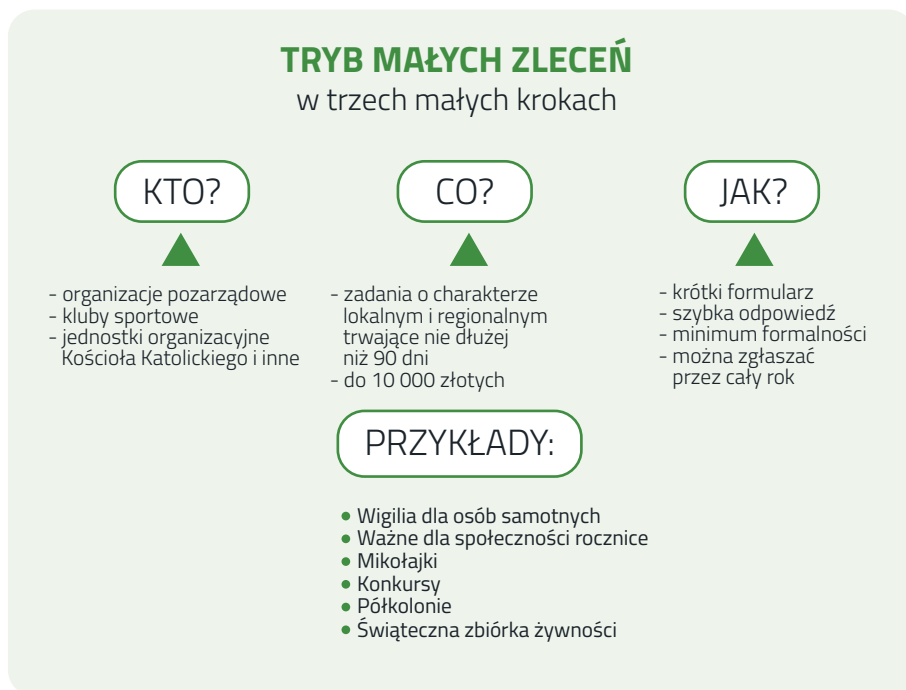 TRYB MAŁYCH ZLECEŃ
w trzech małych krokach
KTO?
- organizacje pozarządowe
- kluby sportowe
- jednostki organizacyjne
Kościoła Katolickiego i inne
CO?
- zadania o charakterze
lokalnym i regionalnym
trwające nie dłużej
niż 90 dni
- do 10 000 złotych
JAK?
- krótki formularz
- szybka odpowiedź
- minimum formalności
- można zgłaszać
przez cały rok
PRZYKŁADY:
● Wigilia dla osób samotnych
● Ważne dla społeczności rocznice
● Mikołajki
● Konkursy
● Półkolonie
● Świąteczna zbiórka żywności